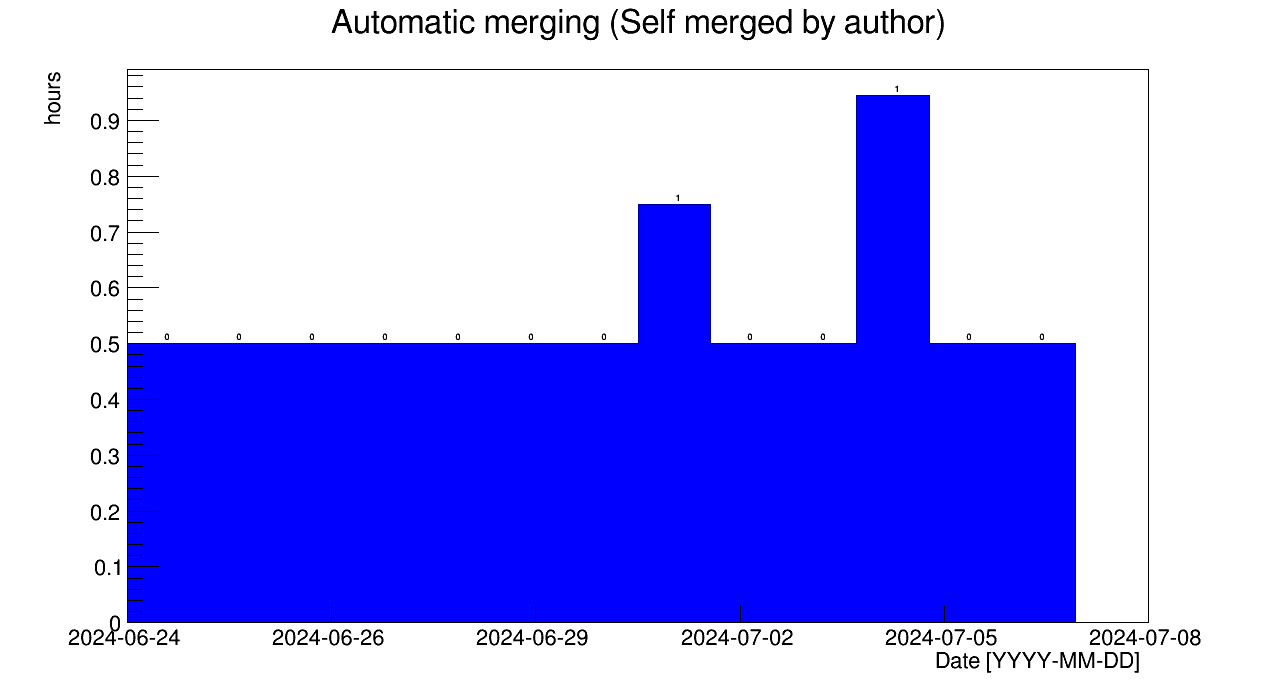 Automatic merging (Self merged by author)
hours
0.9
0.8
0.7
0.6
0.5
0.4
0.3
0.2
0.1
0
0 0 0 0 0 0 0 1 0 0 1 0 0
2024-06-24 2024-06-26 2024-06-29 2024-07-02 2024-07-05 2024-07-08
Date [YYYY-MM-DD]